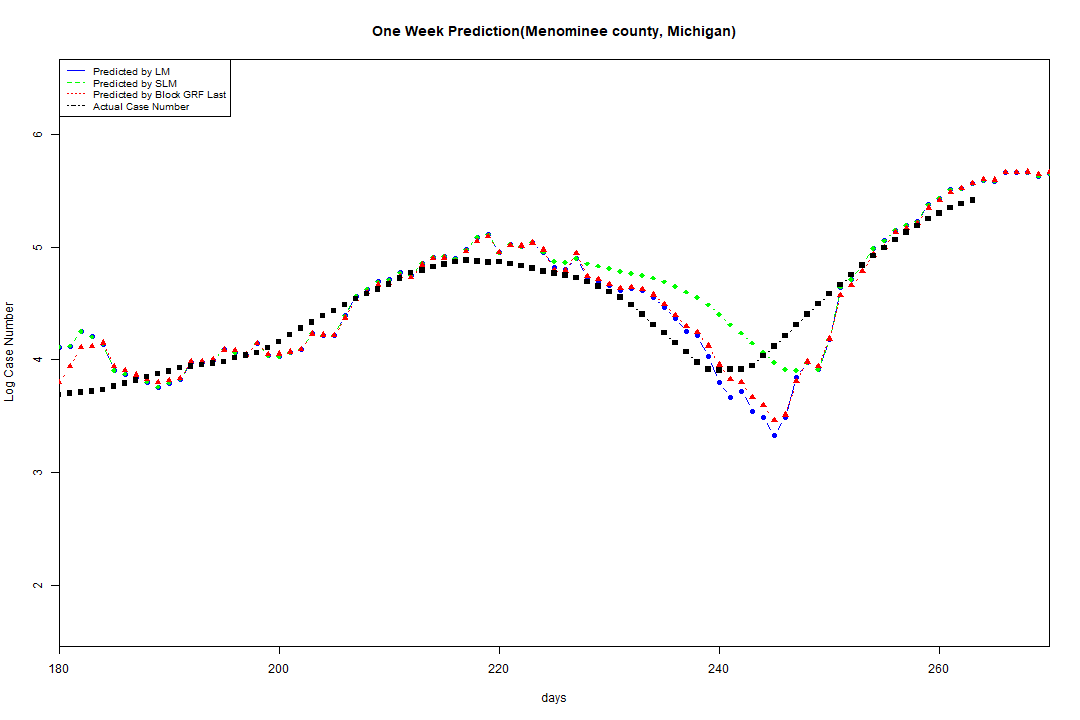 One Week Prediction(Menominee county, Michigan)
Predicted by LM
Predicted by SLM
Predicted by Block GRF Last
Actual Case Number
6
5
4
3
2
Log Case Number
180 200 220 240 260
days